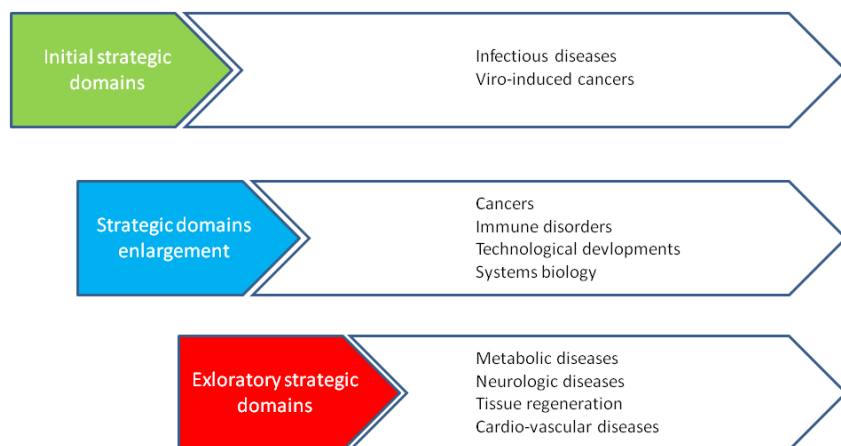 Initial strategic
domains
Infectious diseases
Viro-induced cancers
Strategic domains
enlargement
Cancers
Immune disorders
Technological devlopments
Systems biology
Exloratory strategic
domains
Metabolic diseases
Neurologic diseases
Tissue regeneration
Cardio-vascular diseases